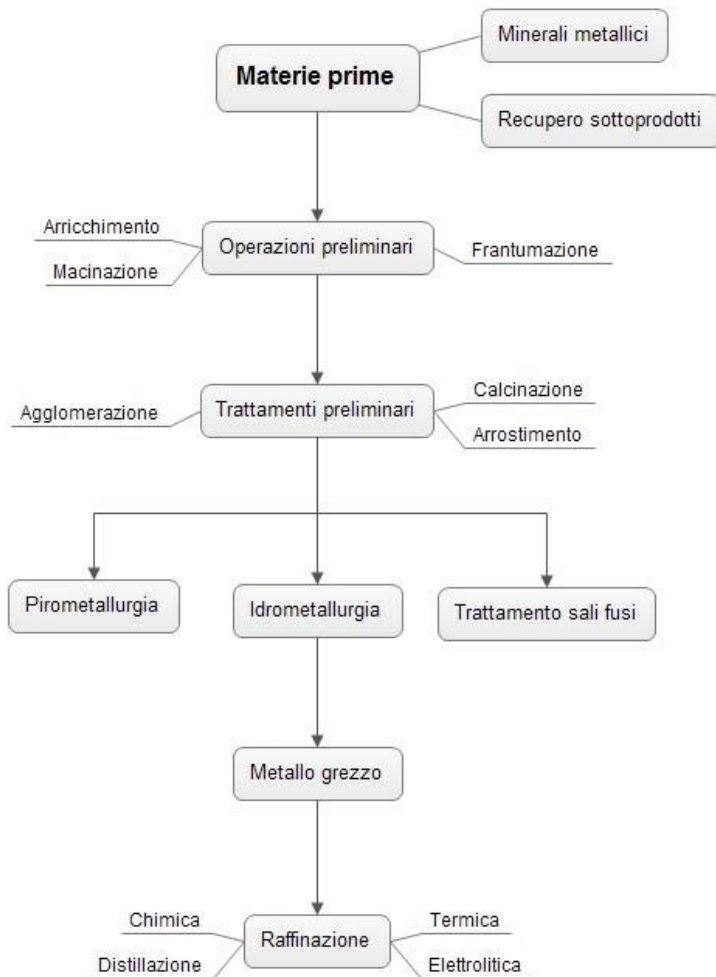 Minerali metallici
Materie prime
Recupero sottoprodotti
Arricchimento
Operazioni preliminari
Frantumazione
Macinazione
Calcinazione
Agglomerazione
Trattamenti preliminari
Arrostimento
Pirometallurgia
Idrometallurgia
Trattamento sali fusi
Metallo grezzo
Chimica
Termica
Raffinazione
Distillazione
Elettrolitica